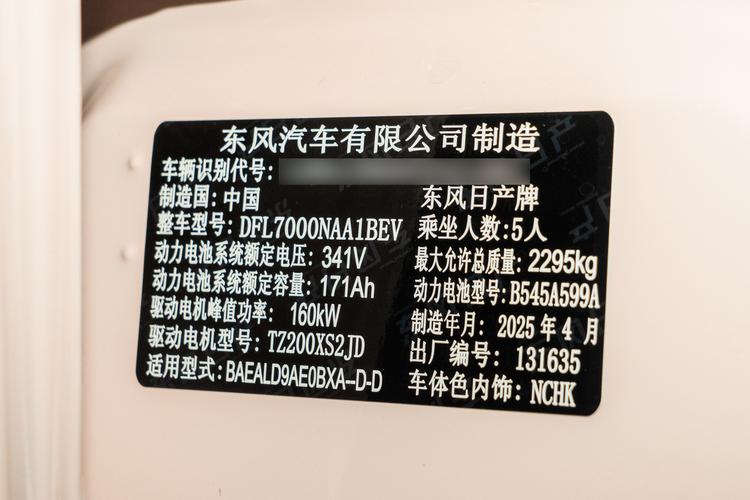 东风汽车有限公司制造
车辆识别代号:
制造国: 中国 东风日产牌
整车型号: DFL7000NAA1BEV 乘坐人数: 5人
动力电池系统额定电压: 341V 最大允许总质量: 2295kg
动力电池系统额定容量: 171Ah 动力电池型号: B545A599A
驱动电机峰值功率: 160kW 制造年月: 2025年4月
驱动电机型号: TZ200XS2JD 出厂编号: 131635
适用型式: BAEALD9AE0BXA--D-D 车体色内饰: NCHK